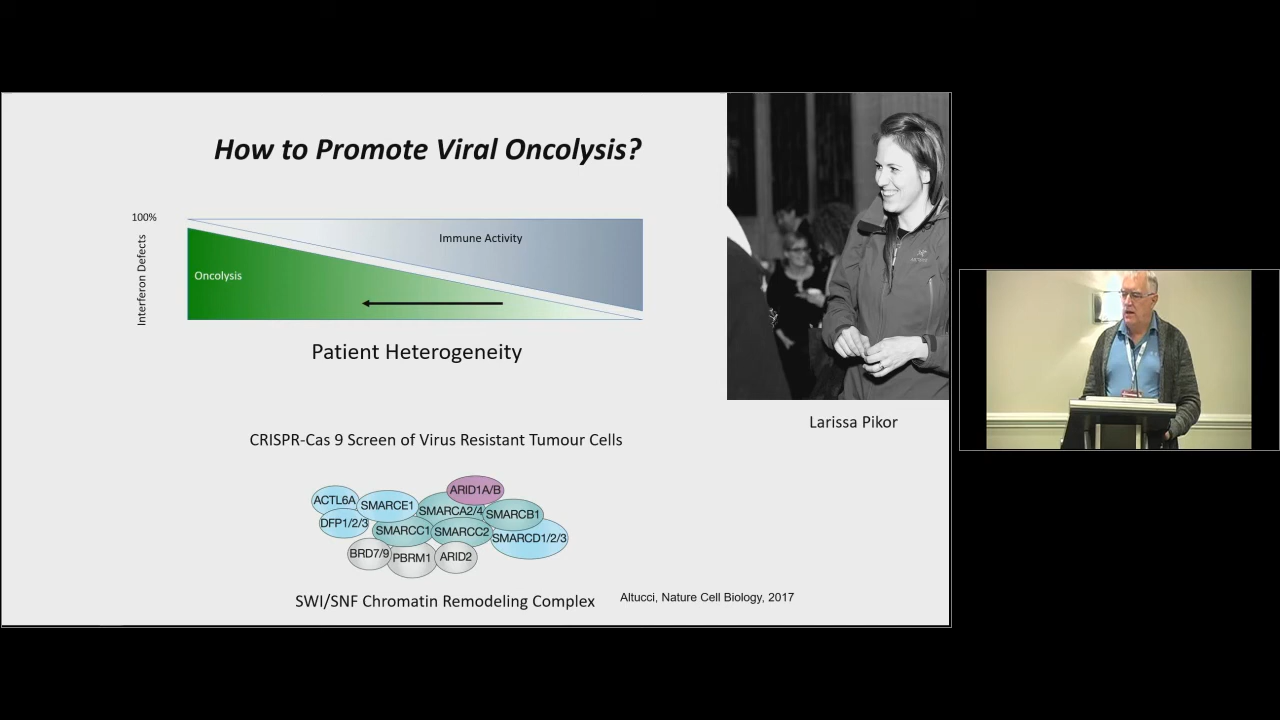 How to Promote Viral Oncolysis?
100%
Interferon Defects
Immune Activity
Oncolysis
Patient Heterogeneity
Larissa Pikor
CRISPR-Cas 9 Screen of Virus Resistant Tumour Cells
ARID1A/B
ACTL6A
SMARCE1
SMARCA2/4
SMARCB1
DFP1/2/3
SMARCC1
SMARCC2
SMARCD1/2/3
BRD7/9
PBRM1
ARID2
SWI/SNF Chromatin Remodeling Complex
Altucci, Nature Cell Biology, 2017